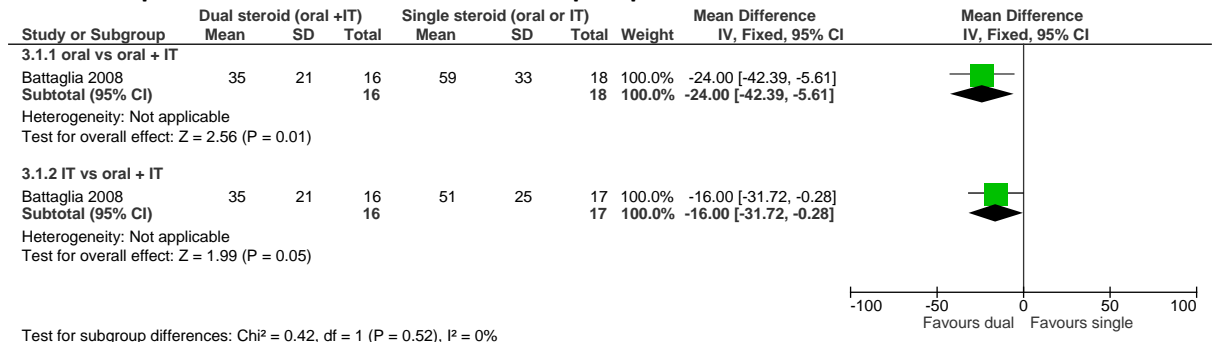 Dual steroid (oral +IT) Single steroid (oral or IT) Mean Difference Mean Difference
Study or Subgroup Mean SD Total Mean SD Total Weight IV, Fixed, 95% CI IV, Fixed, 95% CI
3.1.1 oral vs oral + IT
Battaglia 2008 35 21 16 59 33 18 100.0% -24.00 [-42.39, -5.61]
Subtotal (95% CI) 16 18 100.0% -24.00 [-42.39, -5.61]
Heterogeneity: Not applicable
Test for overall effect: Z = 2.56 (P = 0.01)
3.1.2 IT vs oral + IT
Battaglia 2008 35 21 16 51 25 17 100.0% -16.00 [-31.72, -0.28]
Subtotal (95% CI) 16 17 100.0% -16.00 [-31.72, -0.28]
Heterogeneity: Not applicable
Test for overall effect: Z = 1.99 (P = 0.05)
-100 -50 0 50 100
Favours dual Favours single
Test for subgroup differences: Chi² = 0.42, df = 1 (P = 0.52), I² = 0%